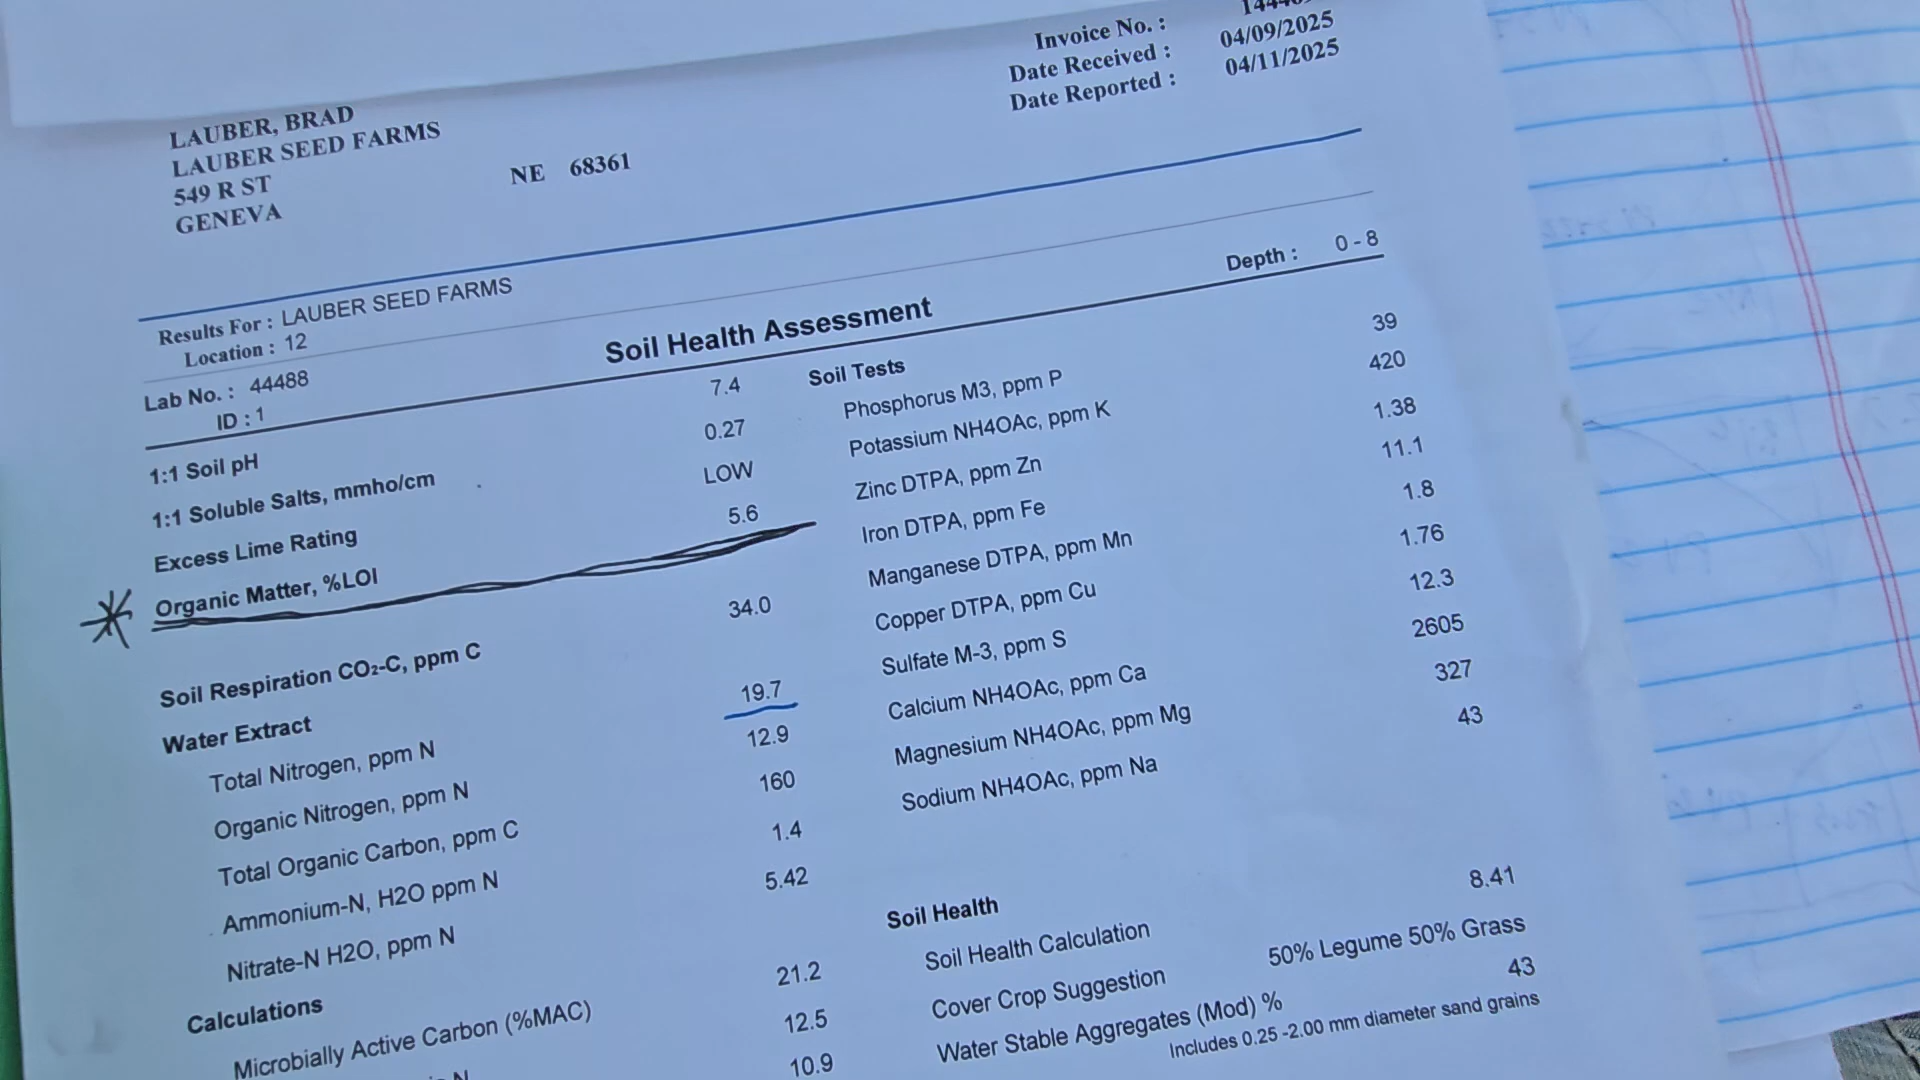 Invoice No. :
Date Received : 04/09/2025
Date Reported : 04/11/2025
LAUBER, BRAD
LAUBER SEED FARMS
549 R ST
GENEVA NE 68361
Results For : LAUBER SEED FARMS
Location : 12
Soil Health Assessment
Depth : 0 - 8
Lab No. : 44488
ID : 1
1:1 Soil pH 7.4
1:1 Soluble Salts, mmho/cm 0.27
Excess Lime Rating LOW
Organic Matter, %LOI 5.6
Soil Respiration CO₂-C, ppm C 34.0
Water Extract
Total Nitrogen, ppm N 19.7
Organic Nitrogen, ppm N 12.9
Total Organic Carbon, ppm C 160
Ammonium-N, H2O ppm N 1.4
Nitrate-N H2O, ppm N 5.42
Calculations
Microbially Active Carbon (%MAC) 21.2
12.5
10.9
Soil Tests
Phosphorus M3, ppm P 39
Potassium NH4OAc, ppm K 420
Zinc DTPA, ppm Zn 1.38
Iron DTPA, ppm Fe 11.1
Manganese DTPA, ppm Mn 1.8
Copper DTPA, ppm Cu 1.76
Sulfate M-3, ppm S 12.3
Calcium NH4OAc, ppm Ca 2605
Magnesium NH4OAc, ppm Mg 327
Sodium NH4OAc, ppm Na 43
Soil Health
Soil Health Calculation 8.41
Cover Crop Suggestion 50% Legume 50% Grass
Water Stable Aggregates (Mod) % 43
Includes 0.25 -2.00 mm diameter sand grains